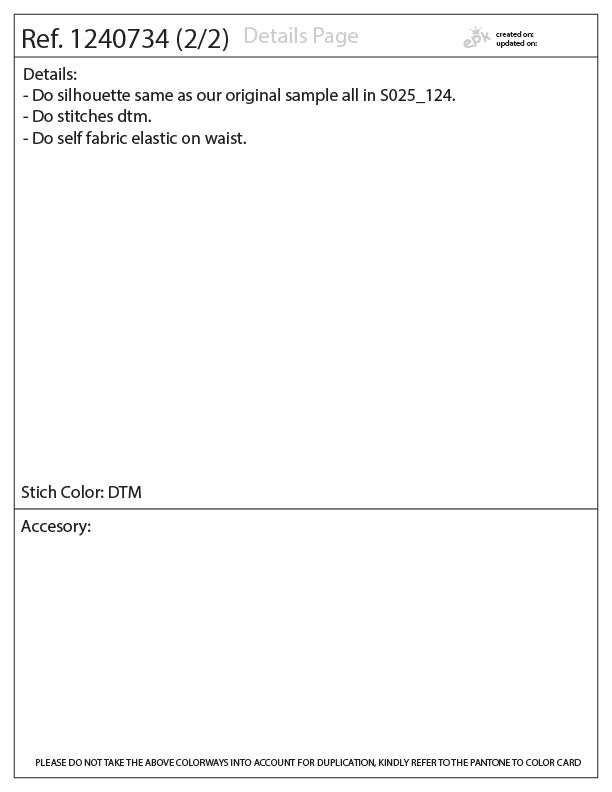 Ref. 1240734 (2/2) Details Page
epk
created on:
updated on:
Details:
- Do silhouette same as our original sample all in S025_124.
- Do stitches dtm.
- Do self fabric elastic on waist.
Stich Color: DTM
Accesory:
PLEASE DO NOT TAKE THE ABOVE COLORWAYS INTO ACCOUNT FOR DUPLICATION, KINDLY REFER TO THE PANTONE TO COLOR CARD